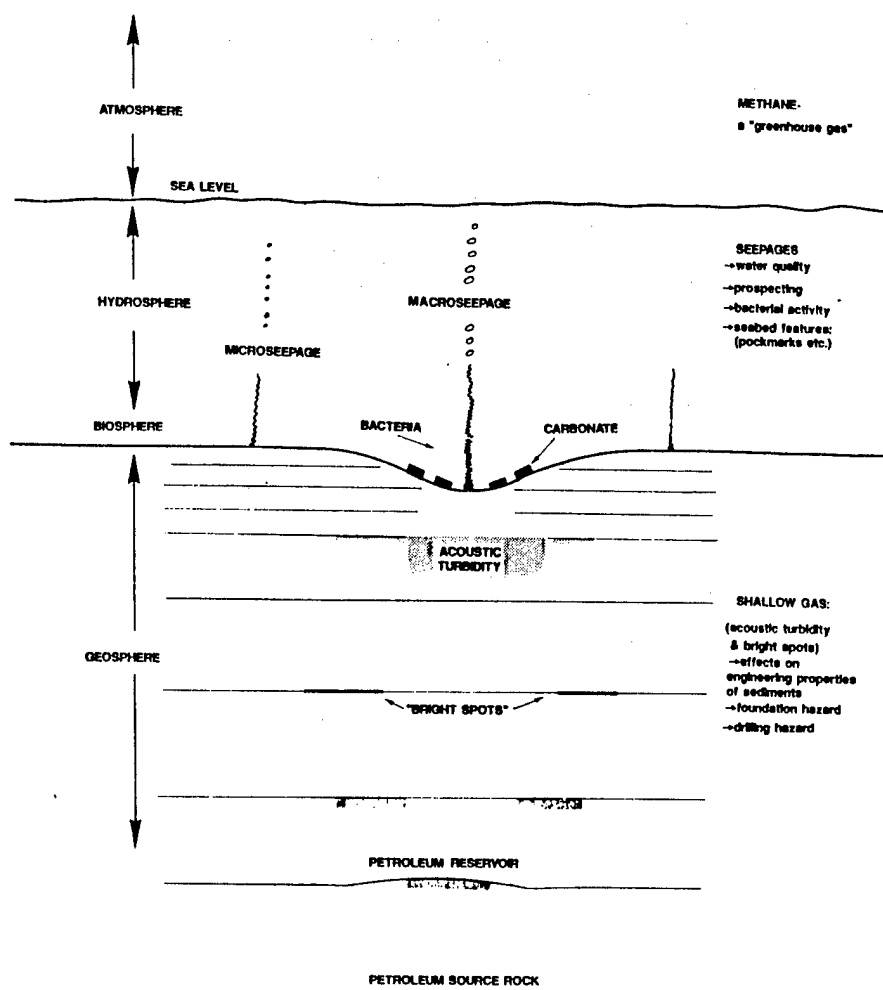 ATMOSPHERE
METHANE-
a "greenhouse gas"
SEA LEVEL
HYDROSPHERE
MICROSEEPAGE
MACROSEEPAGE
SEEPAGES
→water quality
→prospecting
→bacterial activity
→seabed features:
(pockmarks etc.)
BIOSPHERE
BACTERIA
CARBONATE
ACOUSTIC
TURBIDITY
GEOSPHERE
"BRIGHT SPOTS"
SHALLOW GAS:
(acoustic turbidity
& bright spots)
→effects on
engineering properties
of sediments
→foundation hazard
→drilling hazard
PETROLEUM RESERVOIR
PETROLEUM SOURCE ROCK